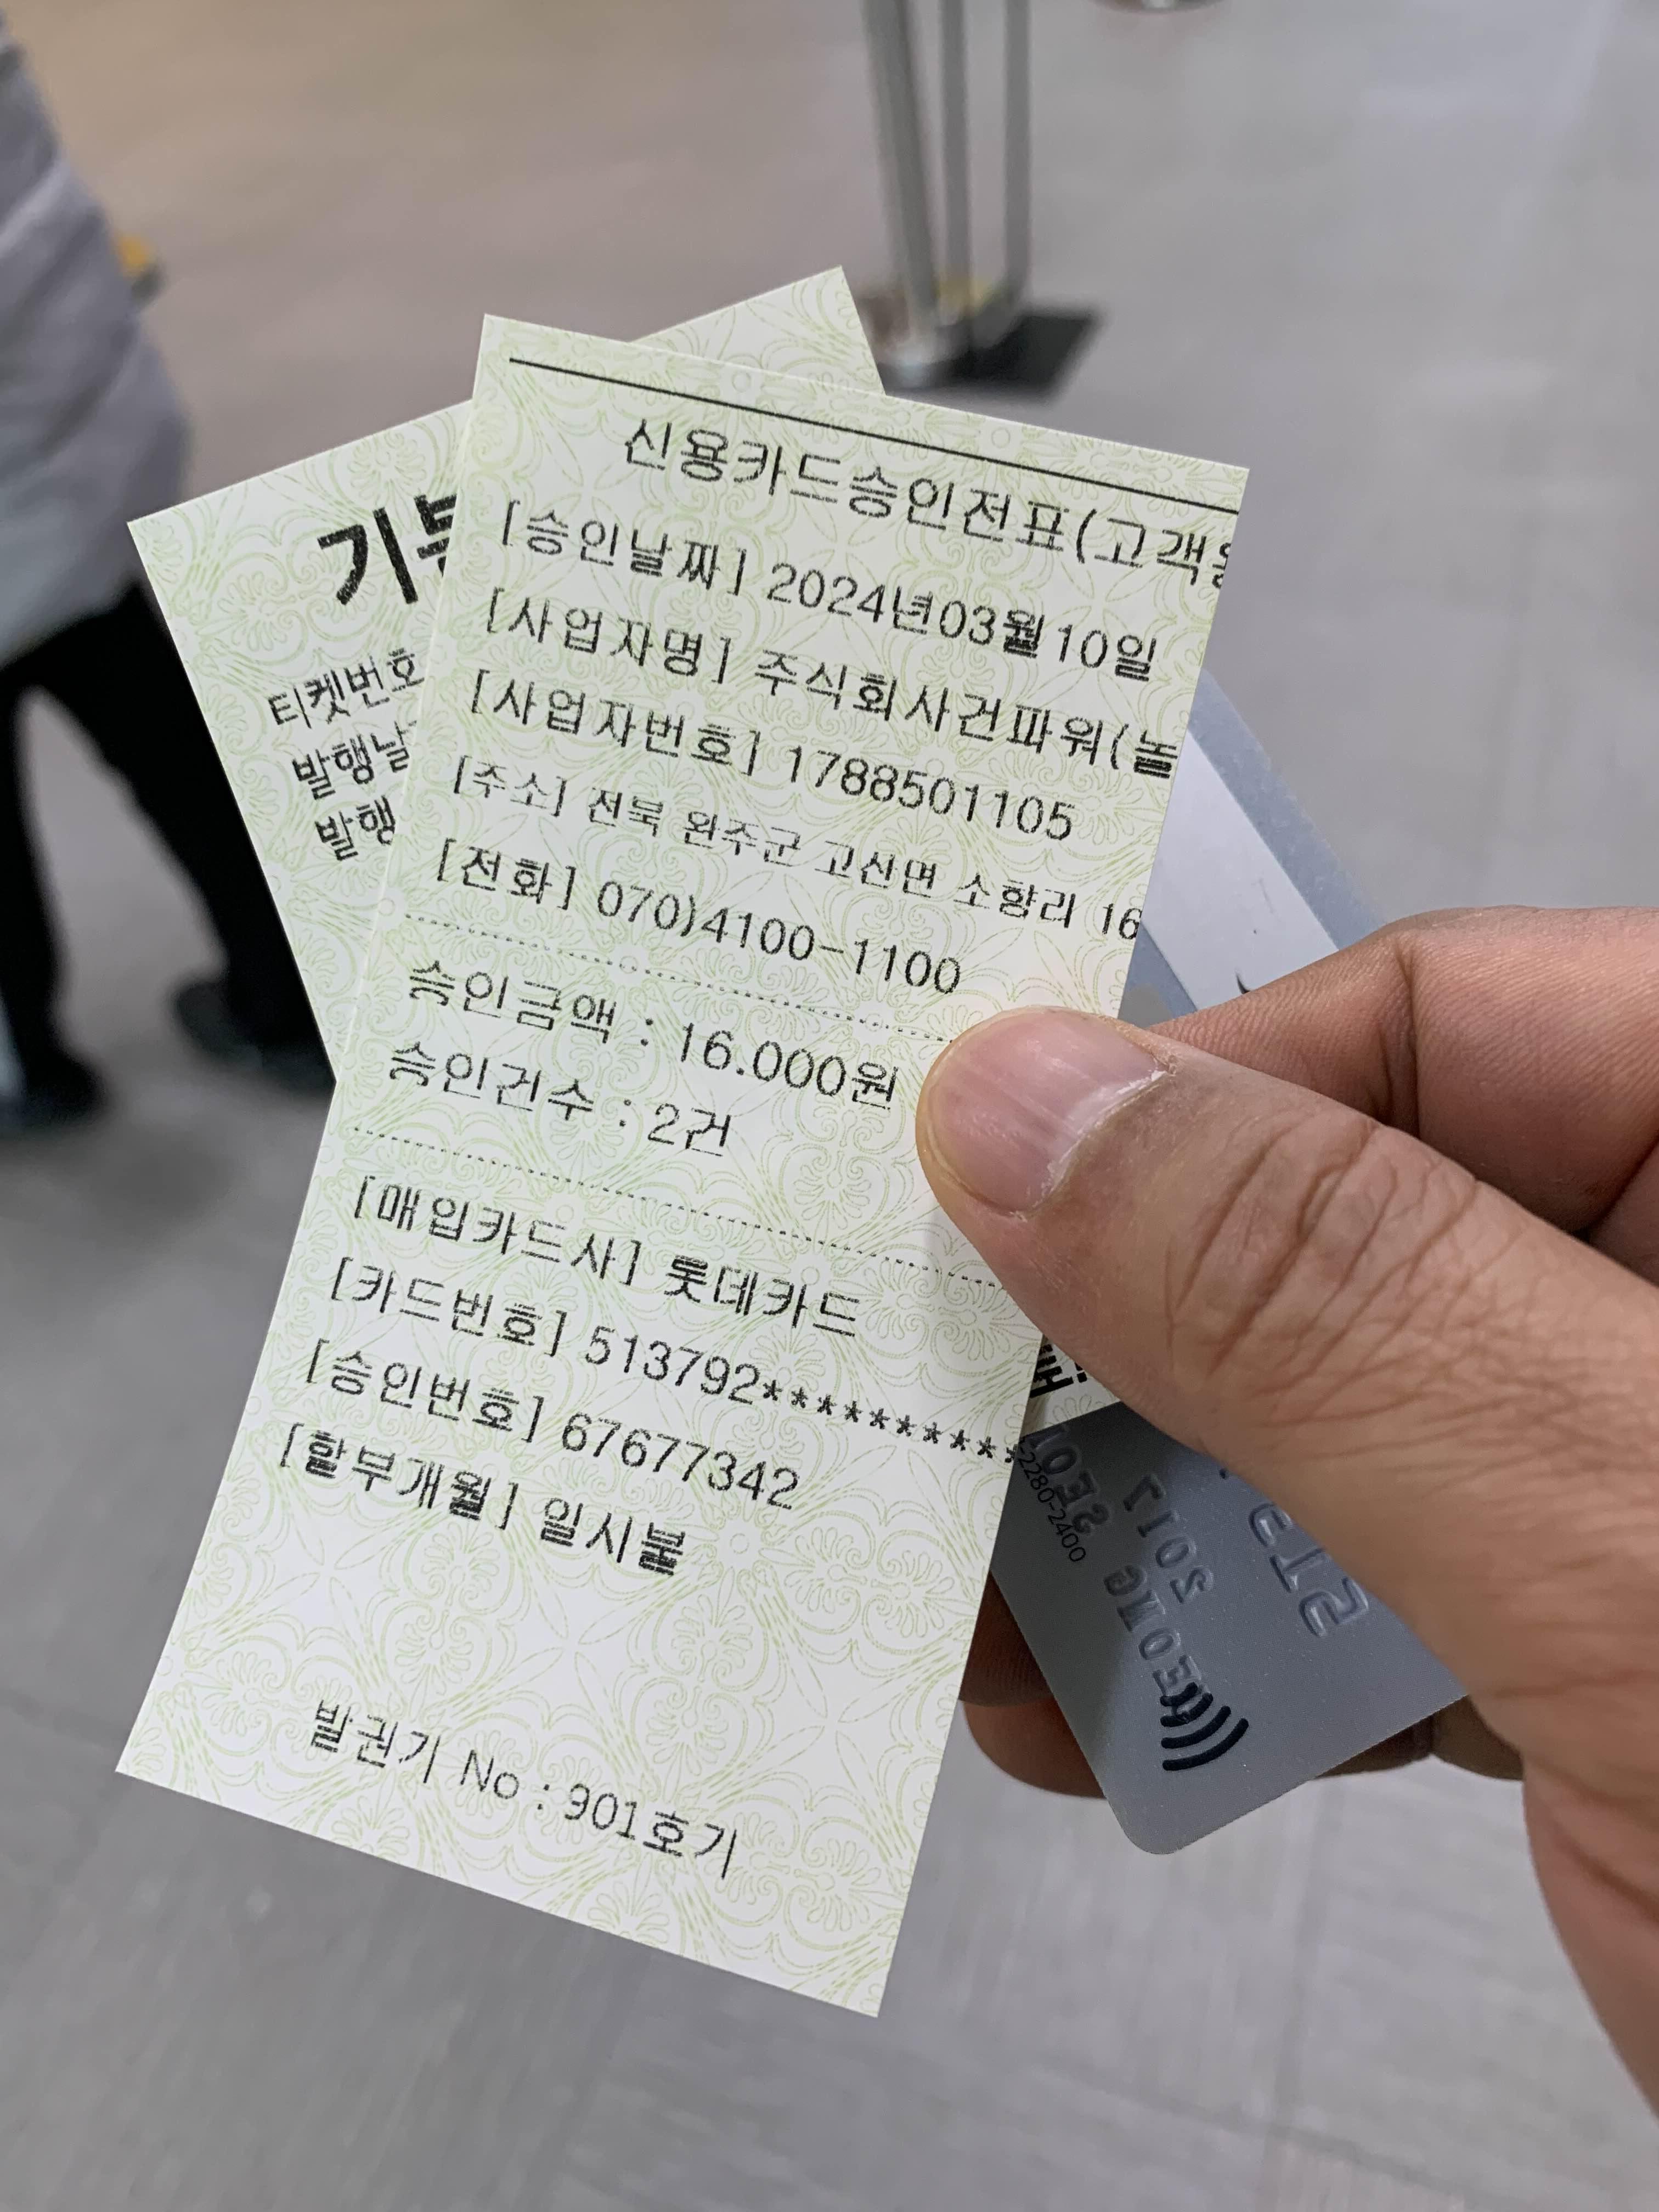 신용카드승인전표(고객용
[승인날짜] 2024년03월10일
[사업자명] 주식회사건파워(놀
[사업자번호] 1788501105
[주소] 전북 완주군 고산면 소향리 16
[전화] 070)4100-1100
승인금액 : 16.000원
승인건수 : 2건
[매입카드사] 롯데카드
[카드번호] 513792**********
[승인번호] 67677342
[할부개월] 일시불
발권기 No : 901호기
티켓번호
발행날
발행
2280-2400